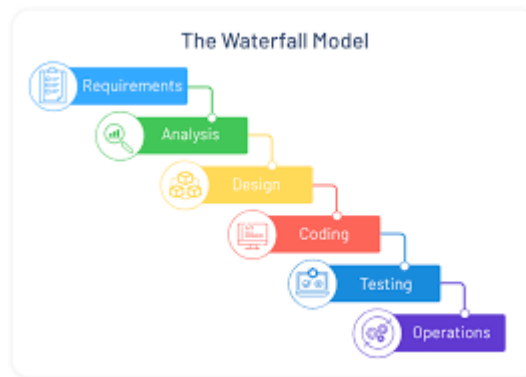 The Waterfall Model
Requirements
Analysis
Design
Coding
Testing
Operations